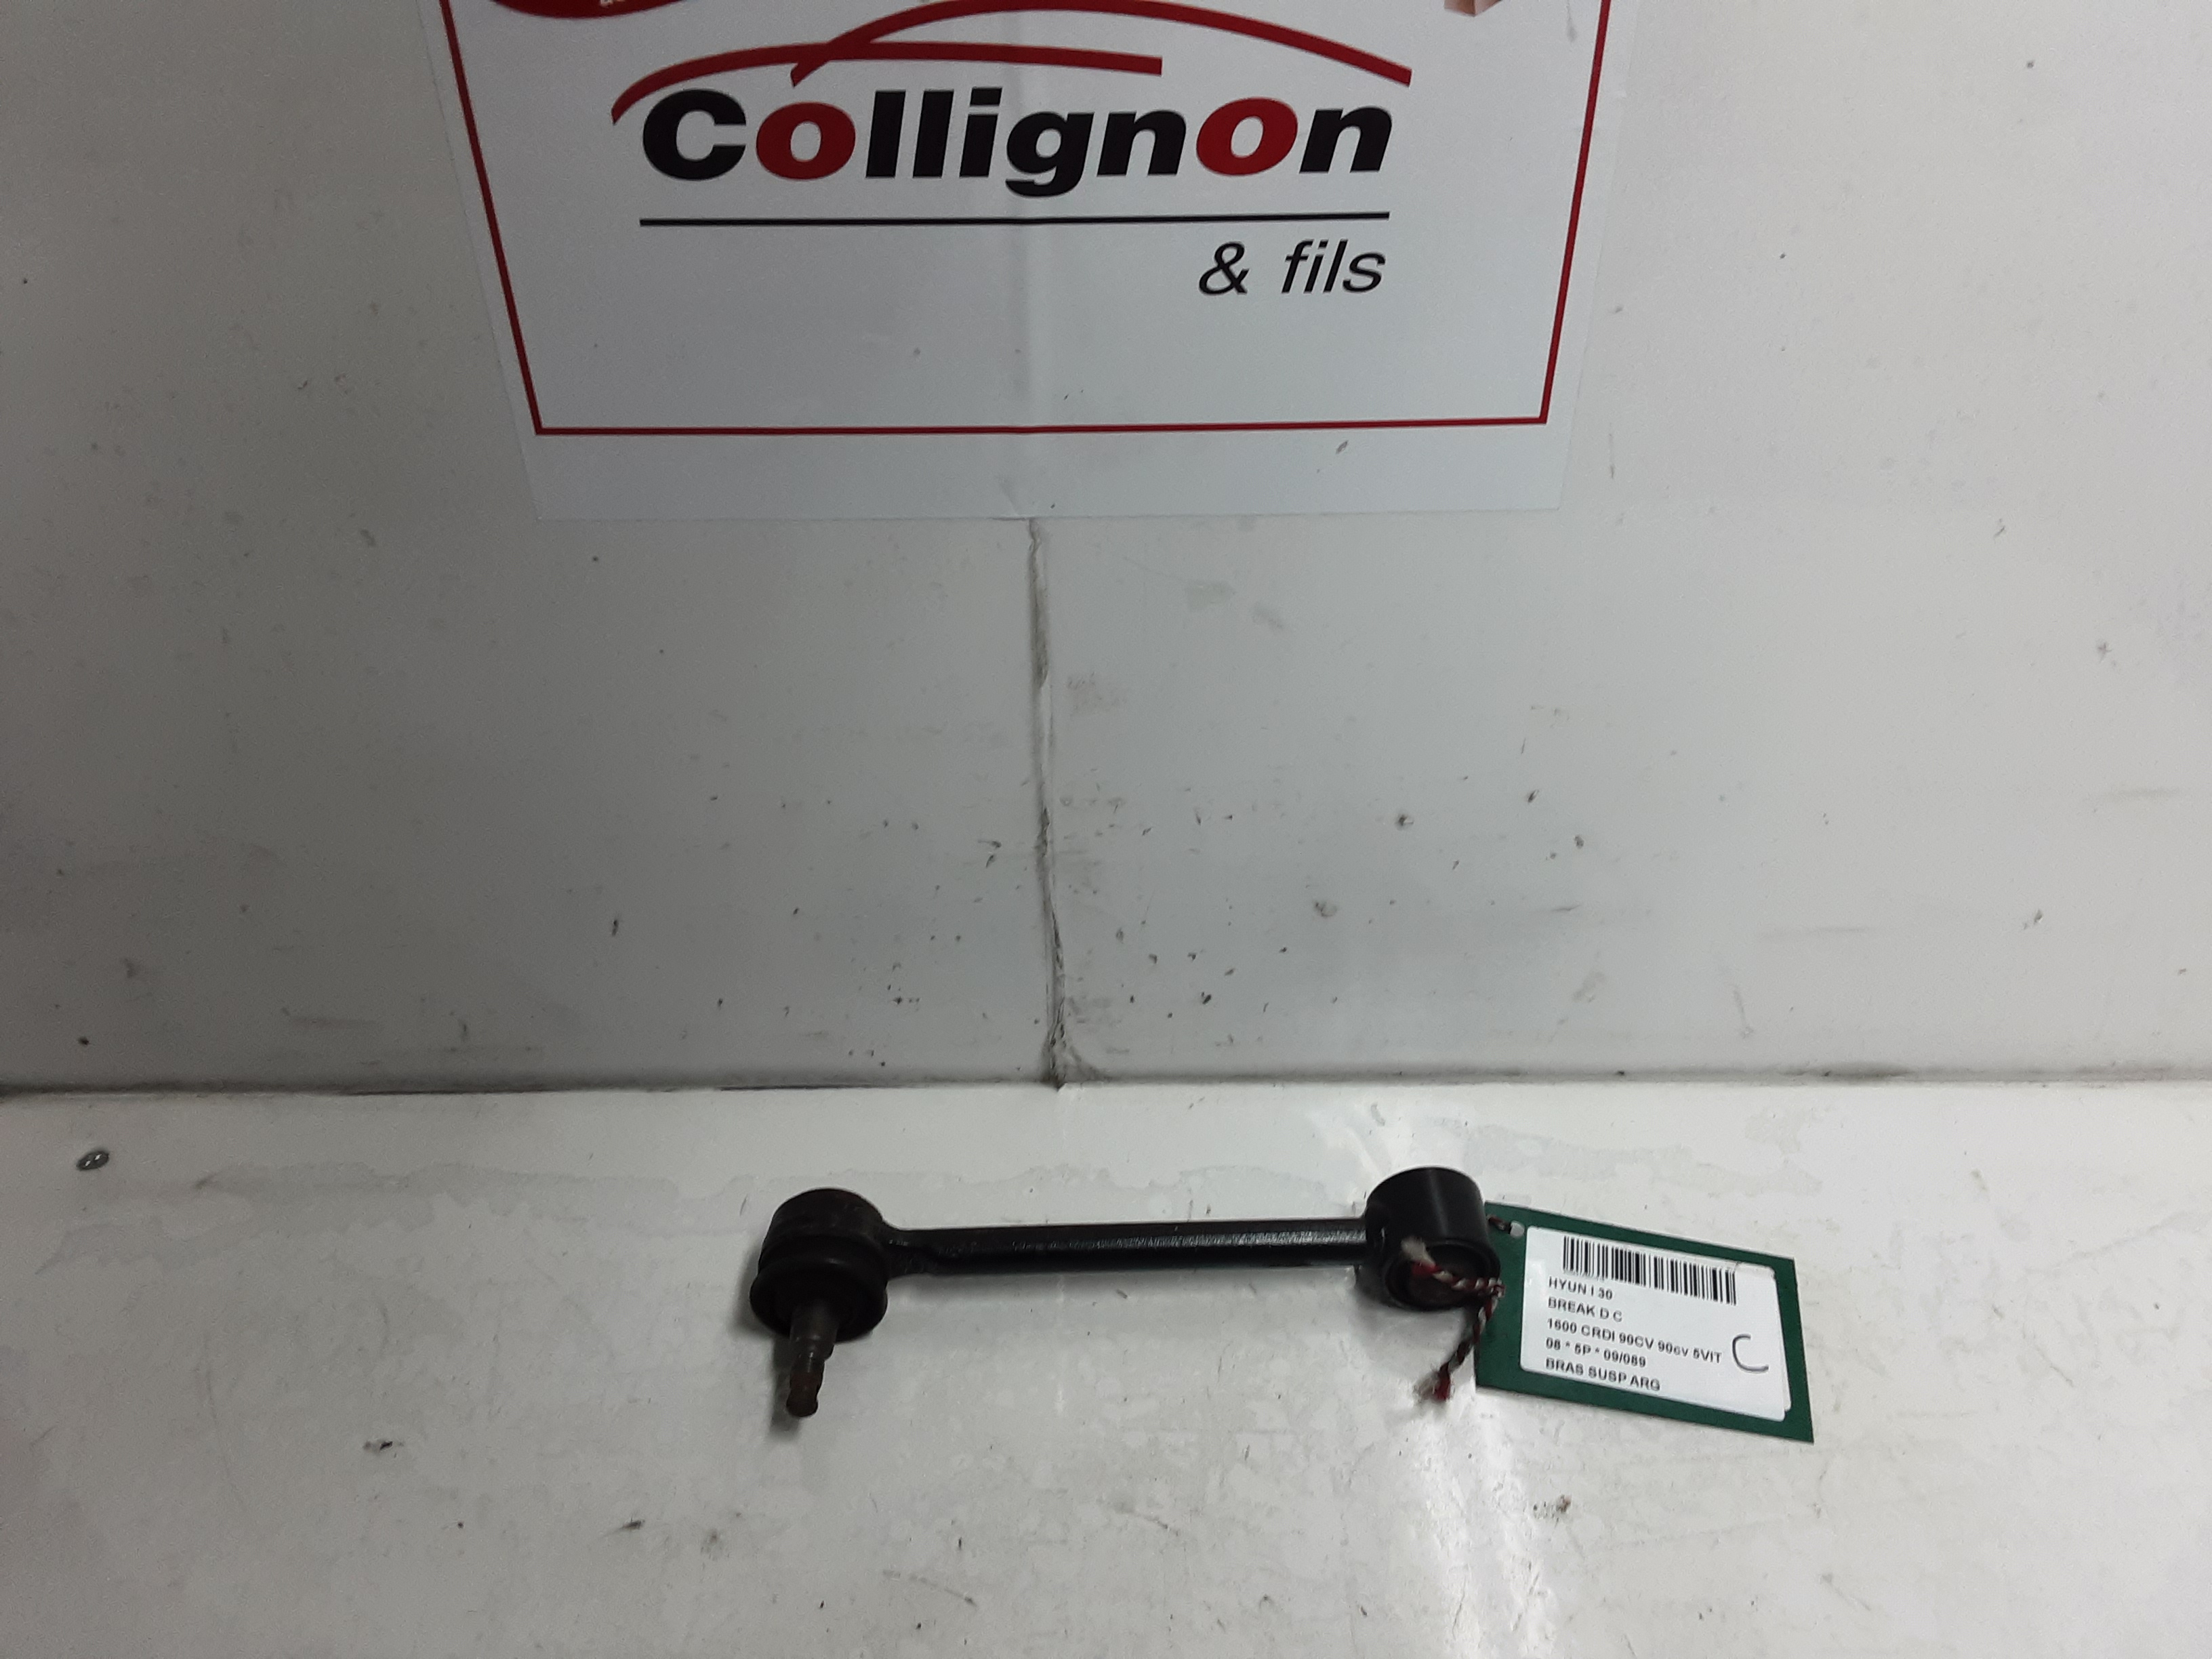 Collignon
& fils
HYUN I 30
BREAK D C
1600 CRDI 90CV 90cv 5VIT
08 * 5P * 09/089
BRAS SUSP ARG
C